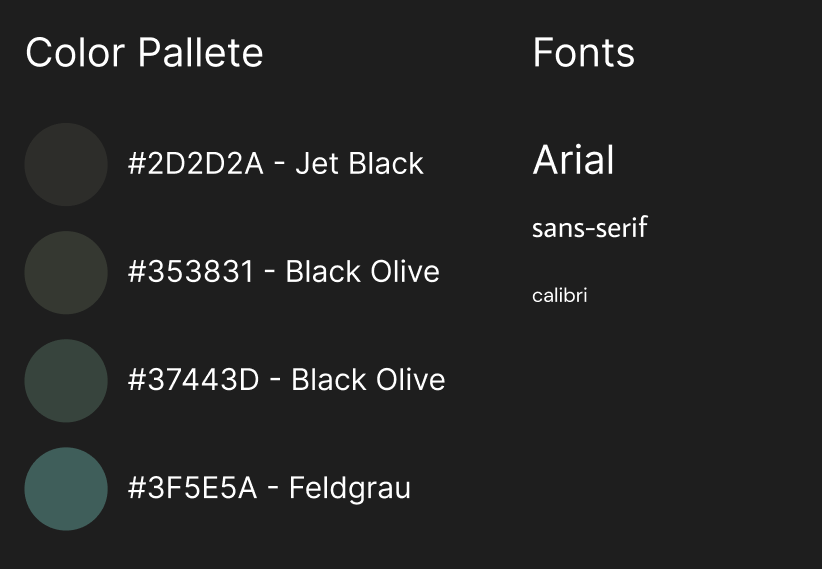 Color Pallete
#2D2D2A - Jet Black
#353831 - Black Olive
#37443D - Black Olive
#3F5E5A - Feldgrau
Fonts
Arial
sans-serif
calibri